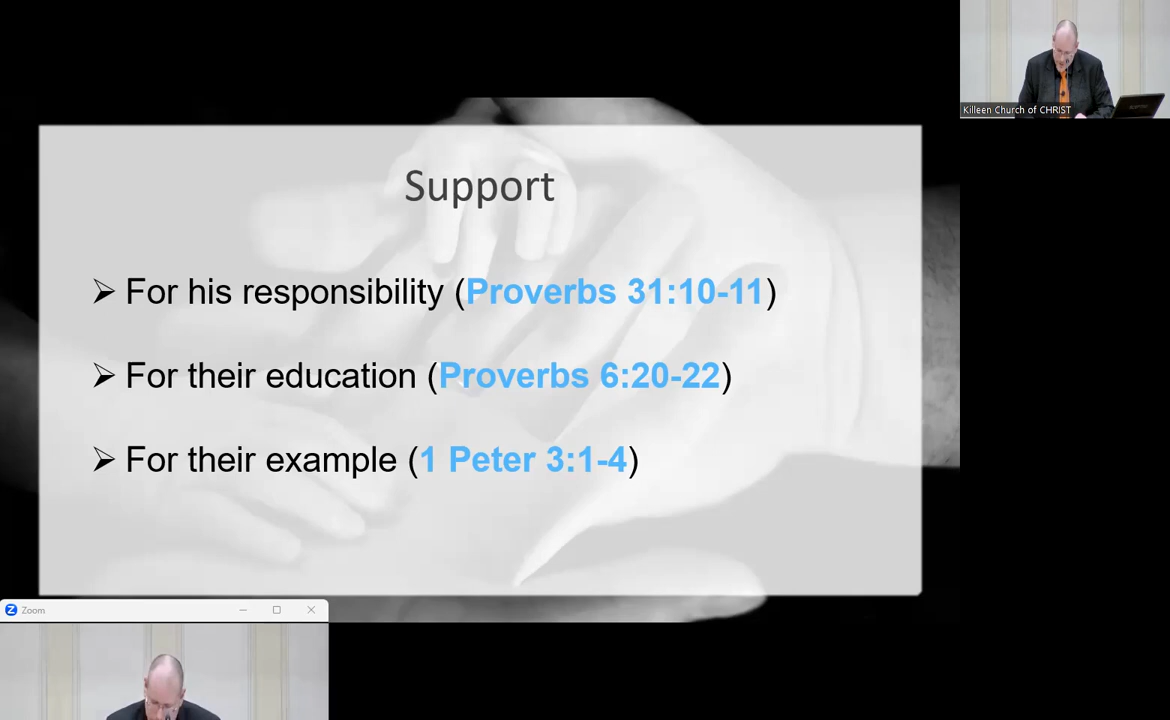 Killeen Church of CHRIST
Support
➢ For his responsibility (Proverbs 31:10-11)
➢ For their education (Proverbs 6:20-22)
➢ For their example (1 Peter 3:1-4)
Zoom